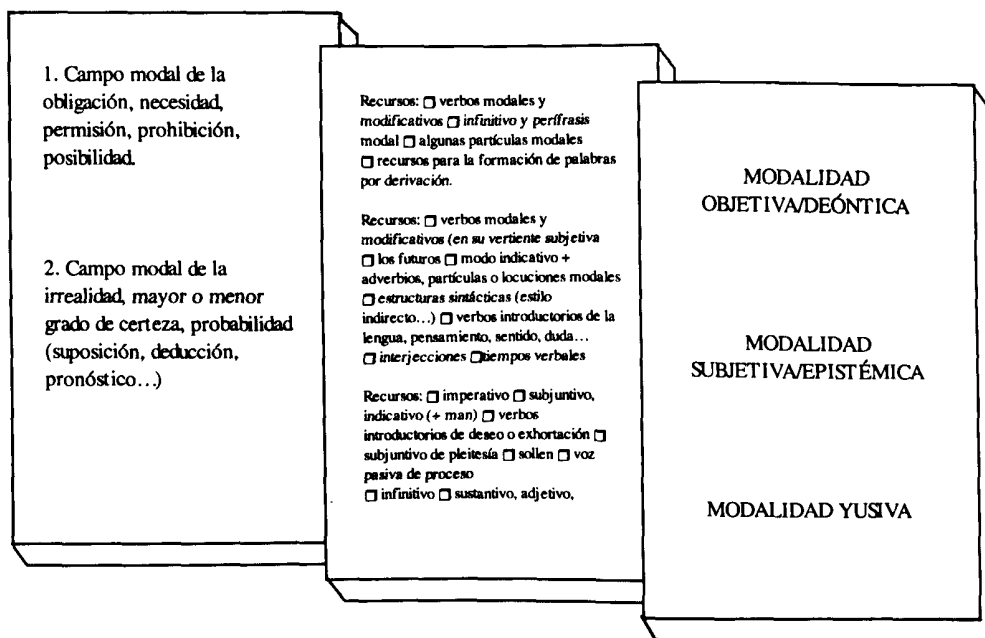 1. Campo modal de la
obligación, necesidad,
permisión, prohibición,
posibilidad.
2. Campo modal de la
irrealidad, mayor o menor
grado de certeza, probabilidad
(suposición, deducción,
pronóstico…)
Recursos: ❒ verbos modales y
modificativos ❒ infinitivo y perífrasis
modal ❒ algunas partículas modales
❒ recursos para la formación de palabras
por derivación.
Recursos: ❒ verbos modales y
modificativos (en su vertiente subjetiva
❒ los futuros ❒ modo indicativo +
adverbios, partículas o locuciones modales
❒ estructuras sintácticas (estilo
indirecto…) ❒ verbos introductorios de la
lengua, pensamiento, sentido, duda…
❒ interjecciones ❒tiempos verbales
Recursos: ❒ imperativo ❒ subjuntivo,
indicativo (+ man) ❒ verbos
introductorios de deseo o exhortación ❒
subjuntivo de pleitesía ❒ sollen ❒ voz
pasiva de proceso
❒ infinitivo ❒ sustantivo, adjetivo,
MODALIDAD
OBJETIVA/DEÓNTICA
MODALIDAD
SUBJETIVA/EPISTÉMICA
MODALIDAD YUSIVA